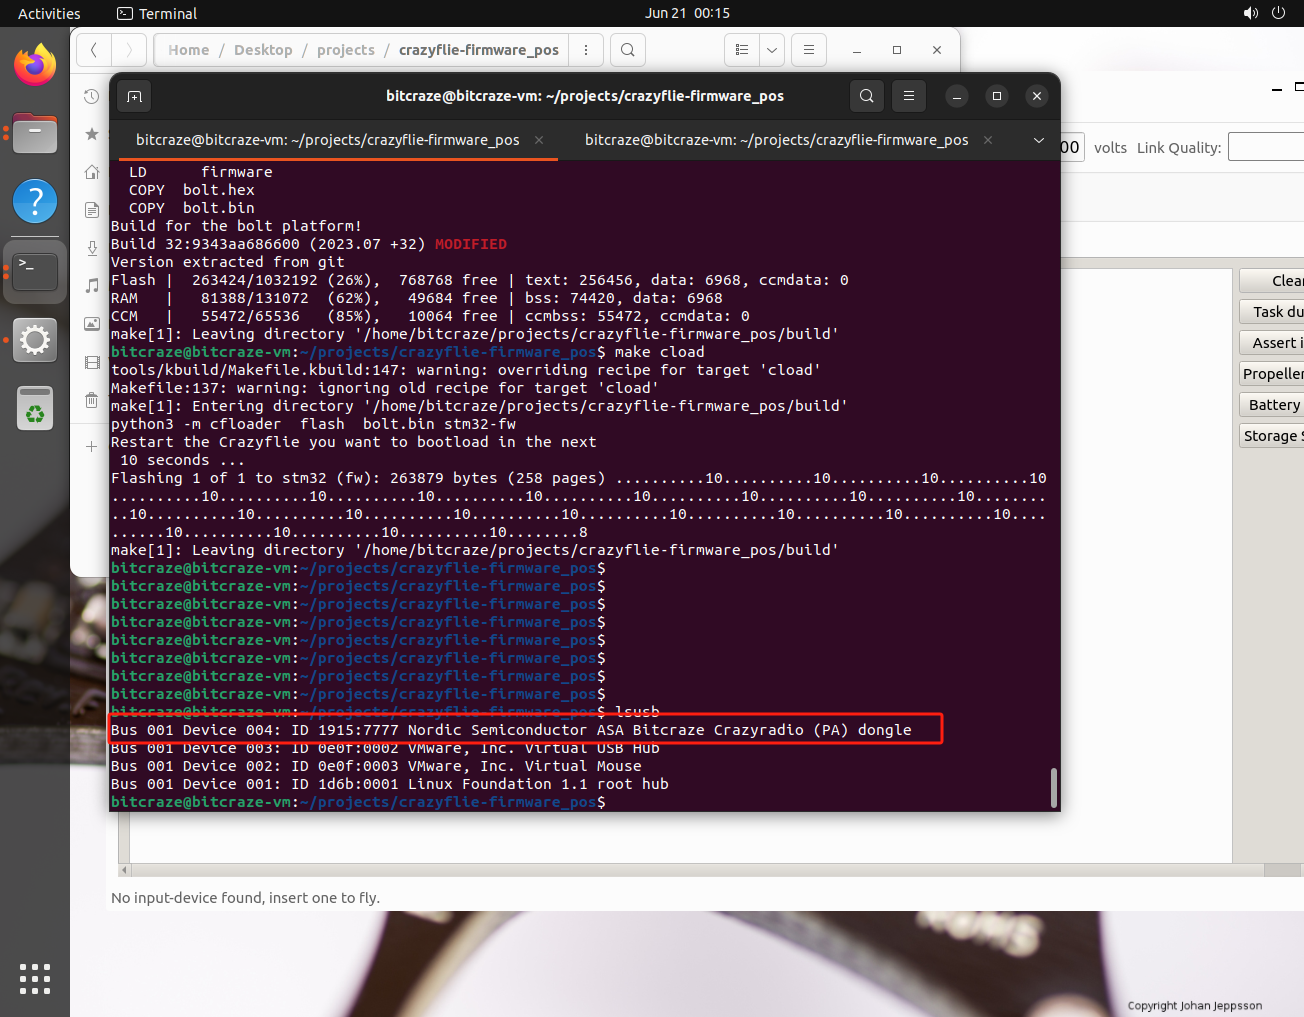 Activities
Terminal
Jun 21 00:15
Home / Desktop / projects / crazyflie-firmware_pos
bitcraze@bitcraze-vm: ~/projects/crazyflie-firmware_pos
bitcraze@bitcraze-vm: ~/projects/crazyflie-firmware_pos
bitcraze@bitcraze-vm: ~/projects/crazyflie-firmware_pos
00 volts Link Quality:
LD firmware
COPY bolt.hex
COPY bolt.bin
Build for the bolt platform!
Build 32:9343aa686600 (2023.07 +32) MODIFIED
Version extracted from git
Flash | 263424/1032192 (26%), 768768 free | text: 256456, data: 6968, ccmdata: 0
RAM | 81388/131072 (62%), 49684 free | bss: 74420, data: 6968
CCM | 55472/65536 (85%), 10064 free | ccmbss: 55472, ccmdata: 0
make[1]: Leaving directory '/home/bitcraze/projects/crazyflie-firmware_pos/build'
bitcraze@bitcraze-vm:~/projects/crazyflie-firmware_pos$ make cload
tools/kbuild/Makefile.kbuild:147: warning: overriding recipe for target 'cload'
Makefile:137: warning: ignoring old recipe for target 'cload'
make[1]: Entering directory '/home/bitcraze/projects/crazyflie-firmware_pos/build'
python3 -m cfloader flash bolt.bin stm32-fw
Restart the Crazyflie you want to bootload in the next
10 seconds ...
Flashing 1 of 1 to stm32 (fw): 263879 bytes (258 pages) ..........10..........10..........10..........10
..........10..........10..........10..........10..........10..........10..........10..........10........
..10..........10..........10..........10..........10..........10..........10..........10..........10....
......10..........10..........10..........10........8
make[1]: Leaving directory '/home/bitcraze/projects/crazyflie-firmware_pos/build'
bitcraze@bitcraze-vm:~/projects/crazyflie-firmware_pos$
bitcraze@bitcraze-vm:~/projects/crazyflie-firmware_pos$
bitcraze@bitcraze-vm:~/projects/crazyflie-firmware_pos$
bitcraze@bitcraze-vm:~/projects/crazyflie-firmware_pos$
bitcraze@bitcraze-vm:~/projects/crazyflie-firmware_pos$
bitcraze@bitcraze-vm:~/projects/crazyflie-firmware_pos$
bitcraze@bitcraze-vm:~/projects/crazyflie-firmware_pos$
bitcraze@bitcraze-vm:~/projects/crazyflie-firmware_pos$
bitcraze@bitcraze-vm:~/projects/crazyflie-firmware_pos$ lsusb
Bus 001 Device 004: ID 1915:7777 Nordic Semiconductor ASA Bitcraze Crazyradio (PA) dongle
Bus 001 Device 003: ID 0e0f:0002 VMware, Inc. Virtual USB Hub
Bus 001 Device 002: ID 0e0f:0003 VMware, Inc. Virtual Mouse
Bus 001 Device 001: ID 1d6b:0001 Linux Foundation 1.1 root hub
bitcraze@bitcraze-vm:~/projects/crazyflie-firmware_pos$
Clear
Task du
Assert i
Propeller
Battery
Storage S
No input-device found, insert one to fly.
Copyright Johan Jeppsson